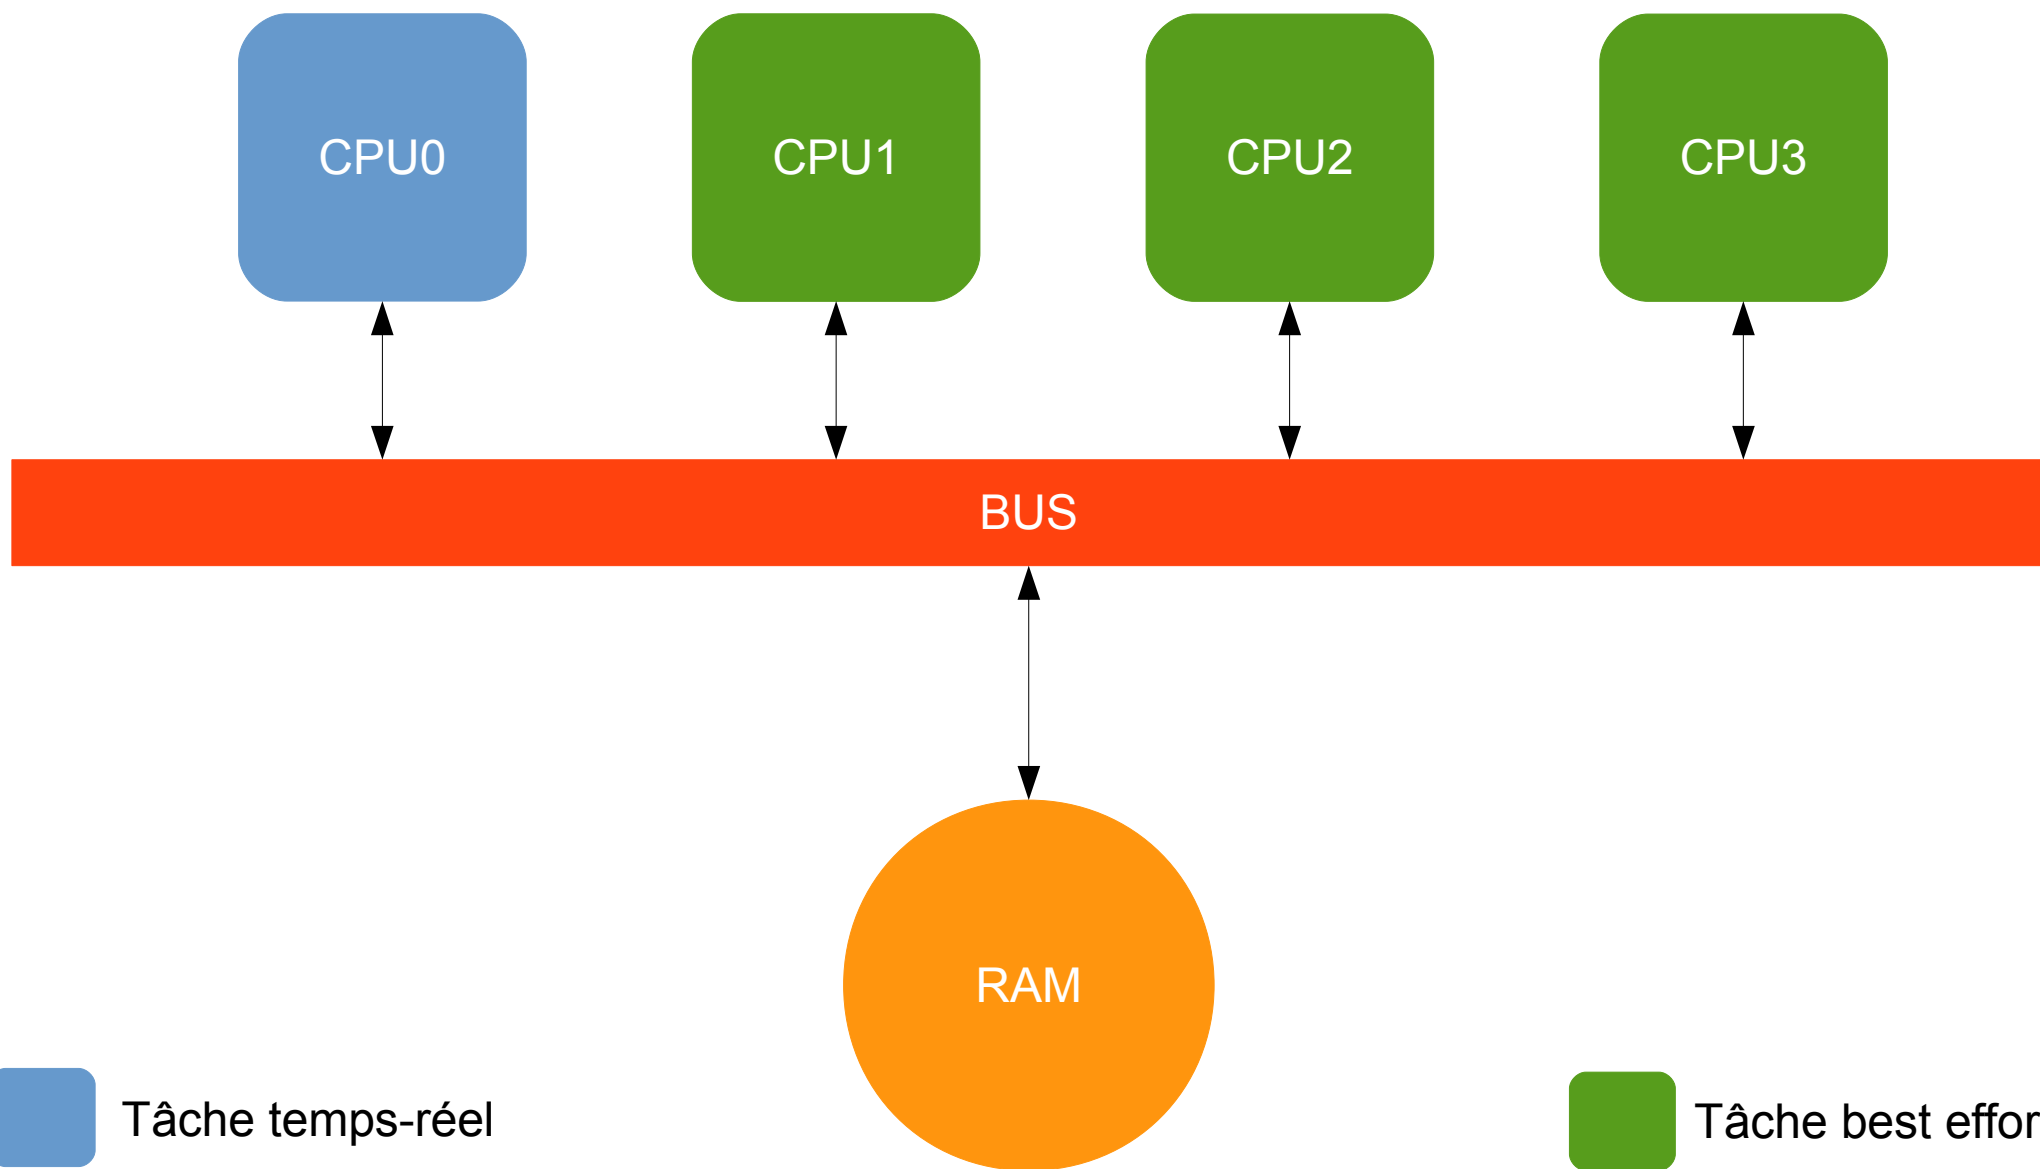 CPU0 CPU1 CPU2 CPU3
BUS
RAM
Tâche temps-réel
Tâche best effor